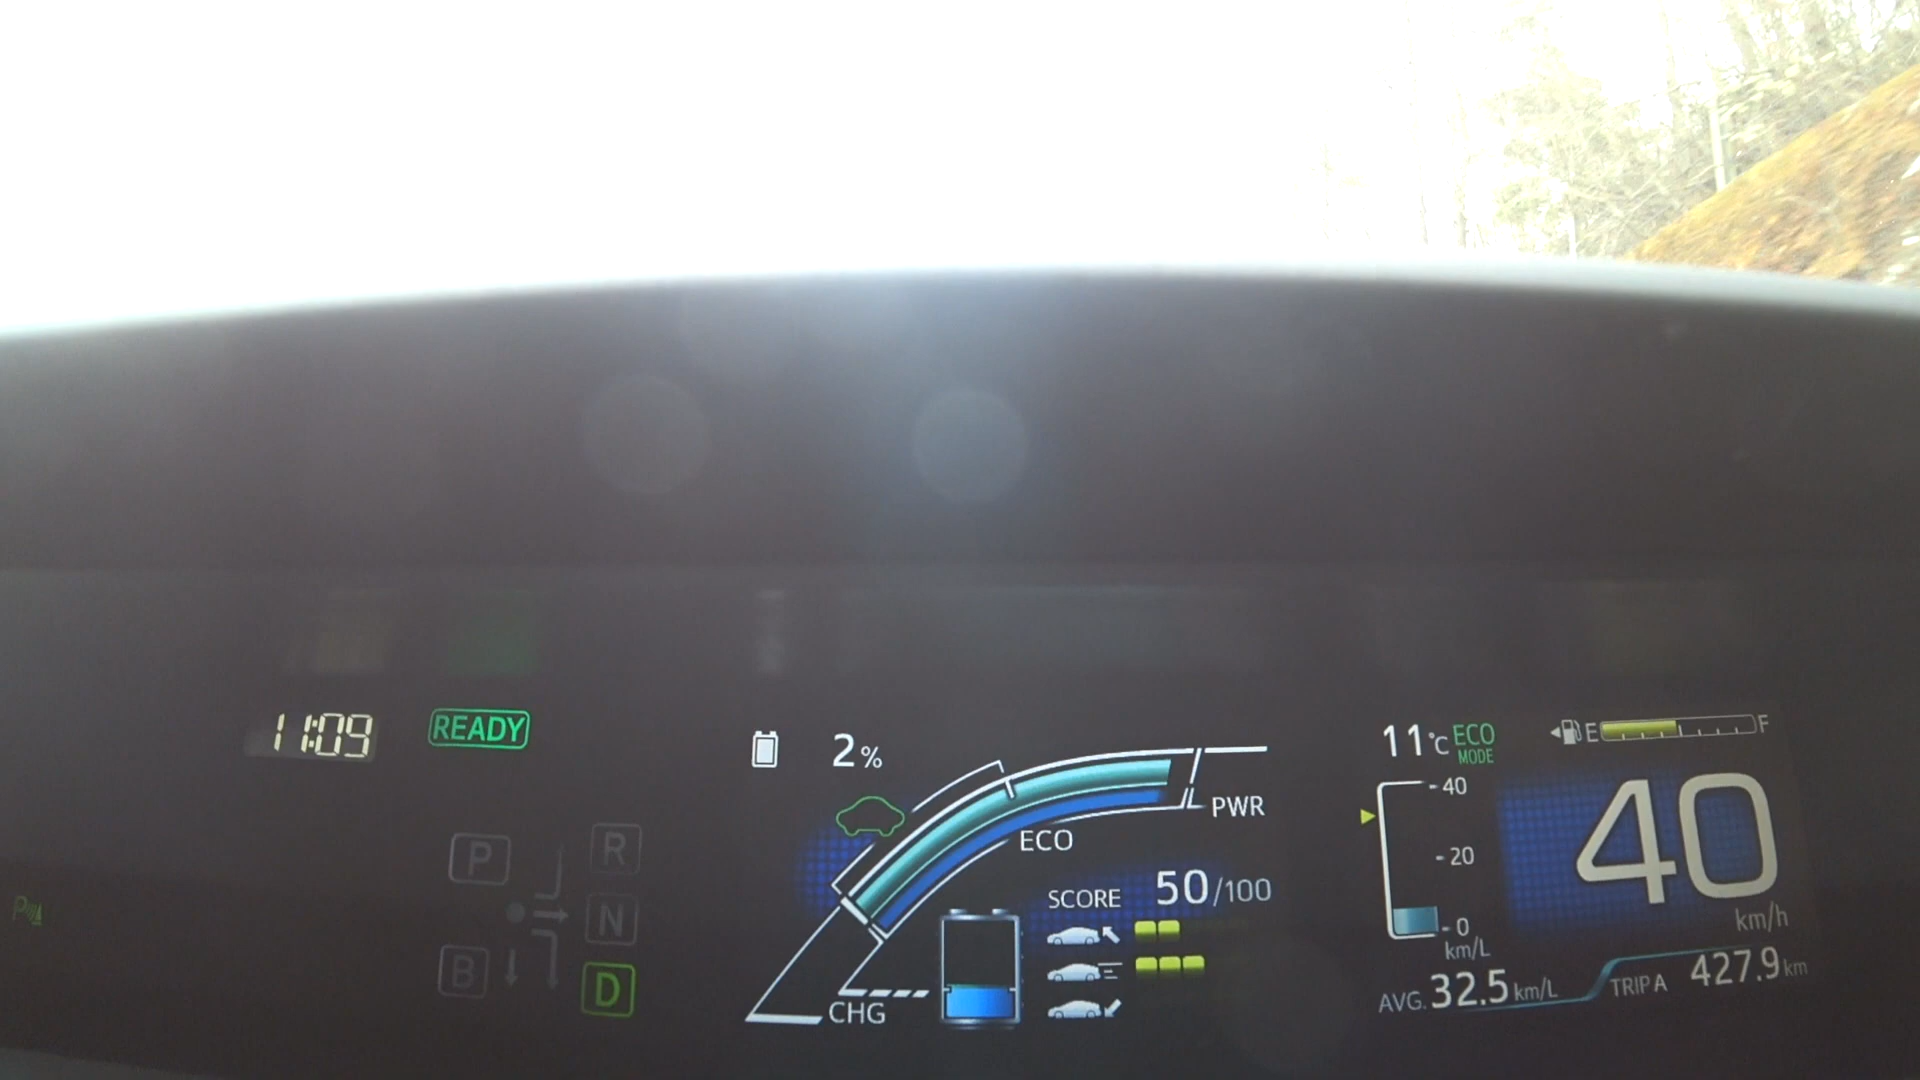 11:09
READY
P
R
N
B
D
P
2%
ECO
PWR
CHG
SCORE 50/100
11°C
ECO
MODE
E
F
40
20
0
km/L
40
km/h
AVG. 32.5 km/L
TRIP A 427.9 km